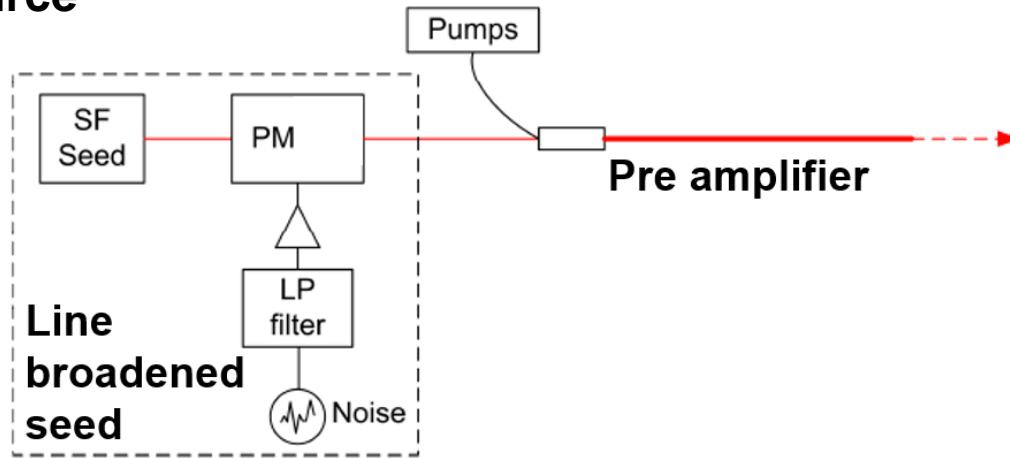 Pumps
SF
Seed
PM
Pre amplifier
LP
filter
Line
broadened
seed
Noise